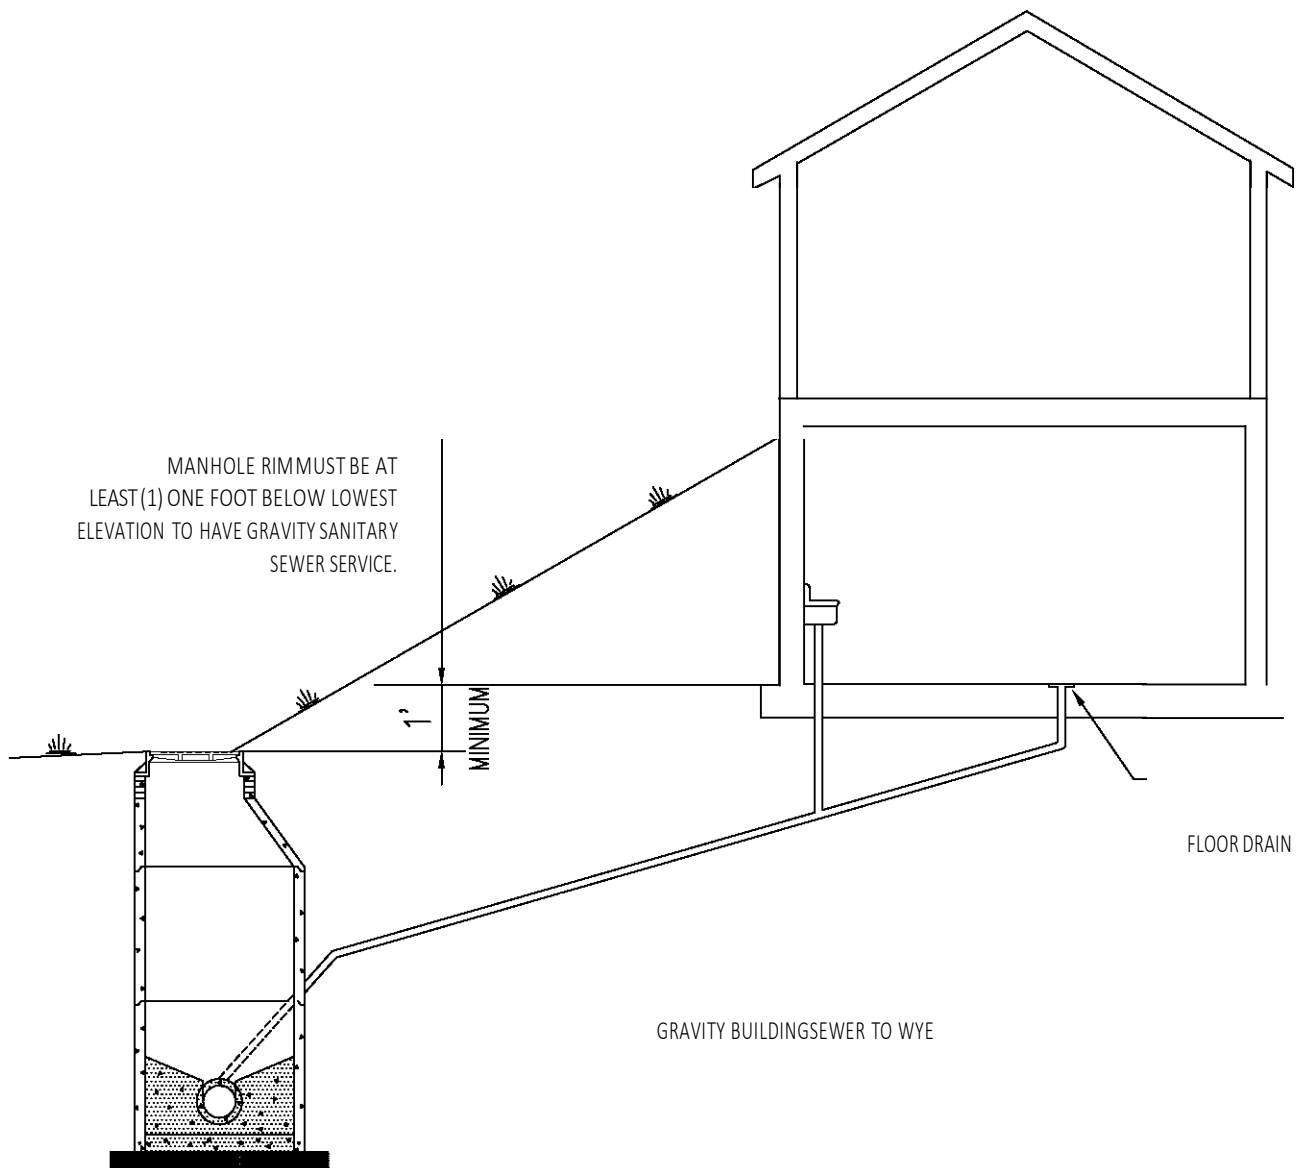 MANHOLE RIMMUST BE AT
LEAST (1) ONE FOOT BELOW LOWEST
ELEVATION TO HAVE GRAVITY SANITARY
SEWER SERVICE.
1'
MINIMUM
FLOOR DRAIN
GRAVITY BUILDINGSEWER TO WYE